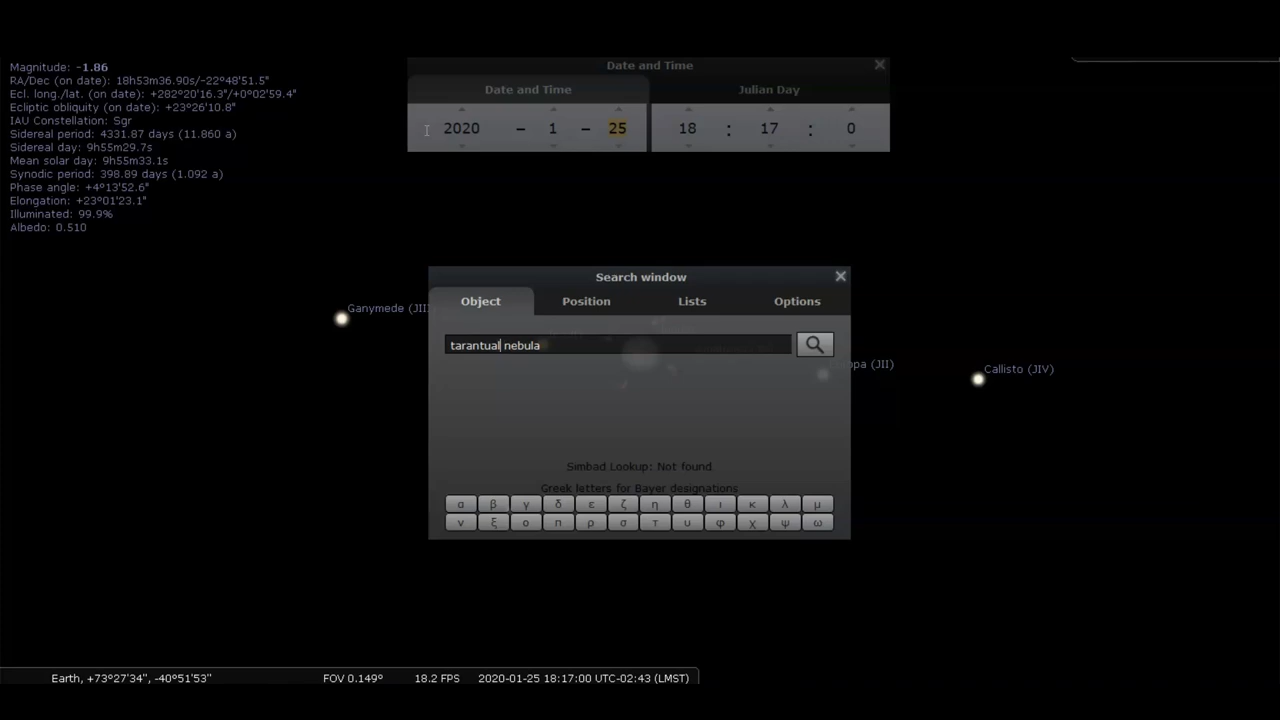 Magnitude: -1.86
RA/Dec (on date): 18h53m36.90s/-22°48'51.5"
Ecl. long./lat. (on date): +282°20'16.3"/+0°02'59.4"
Ecliptic obliquity (on date): +23°26'10.8"
IAU Constellation: Sgr
Sidereal period: 4331.87 days (11.860 a)
Sidereal day: 9h55m29.7s
Mean solar day: 9h55m33.1s
Synodic period: 398.89 days (1.092 a)
Phase angle: +4°13'52.6"
Elongation: +23°01'23.1"
Illuminated: 99.9%
Albedo: 0.510
Date and Time
Date and Time Julian Day
2020 - 1 - 25 18 : 17 : 0
Search window
Object Position Lists Options
Ganymede (JII
tarantual nebula
(JII)
Callisto (JIV)
Simbad Lookup: Not found
Greek letters for Bayer designations
α β γ δ ε ζ η θ ι κ λ μ
ν ξ ο π ρ σ τ υ φ χ ψ ω
Earth, +73°27'34", -40°51'53" FOV 0.149° 18.2 FPS 2020-01-25 18:17:00 UTC-02:43 (LMST)